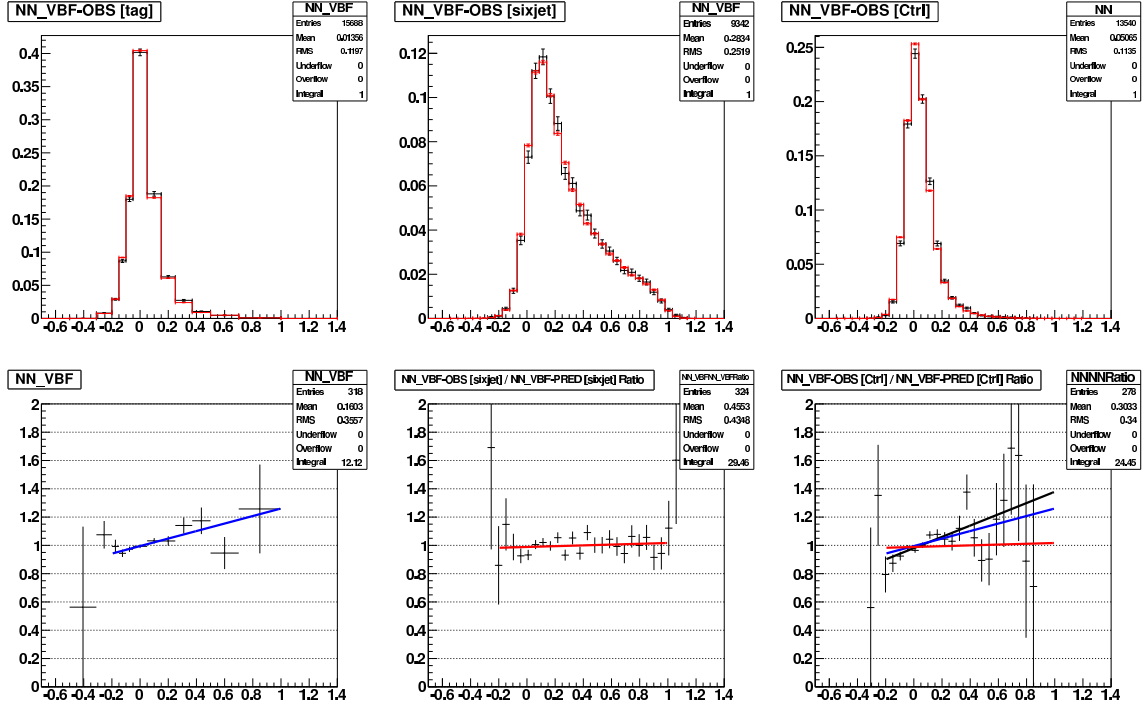 NN_VBF-OBS [tag]
NN_VBF
Entries 15688
Mean 0.01356
RMS 0.1197
Underflow 0
Overflow 0
Integral 1
0.4
0.35
0.3
0.25
0.2
0.15
0.1
0.05
0
-0.6 -0.4 -0.2 0 0.2 0.4 0.6 0.8 1 1.2 1.4
NN_VBF-OBS [sixjet]
NN_VBF
Entries 9342
Mean 0.2834
RMS 0.2519
Underflow 0
Overflow 0
Integral 1
0.12
0.1
0.08
0.06
0.04
0.02
0
-0.6 -0.4 -0.2 0 0.2 0.4 0.6 0.8 1 1.2 1.4
NN_VBF-OBS [Ctrl]
NN
Entries 13540
Mean 0.05065
RMS 0.1135
Underflow 0
Overflow 0
Integral 1
0.25
0.2
0.15
0.1
0.05
0
-0.6 -0.4 -0.2 0 0.2 0.4 0.6 0.8 1 1.2 1.4
NN_VBF
NN_VBF
Entries 318
Mean 0.1603
RMS 0.3557
Underflow 0
Overflow 0
Integral 12.12
2
1.8
1.6
1.4
1.2
1
0.8
0.6
0.4
0.2
0
-0.6 -0.4 -0.2 0 0.2 0.4 0.6 0.8 1 1.2 1.4
NN_VBF-OBS [sixjet] / NN_VBF-PRED [sixjet] Ratio
NN_VBFNN_VBFRatio
Entries 324
Mean 0.4553
RMS 0.4348
Underflow 0
Overflow 0
Integral 29.46
2
1.8
1.6
1.4
1.2
1
0.8
0.6
0.4
0.2
0
-0.6 -0.4 -0.2 0 0.2 0.4 0.6 0.8 1 1.2 1.4
NN_VBF-OBS [Ctrl] / NN_VBF-PRED [Ctrl] Ratio
NNNNRatio
Entries 278
Mean 0.3033
RMS 0.34
Underflow 0
Overflow 0
Integral 24.45
2
1.8
1.6
1.4
1.2
1
0.8
0.6
0.4
0.2
0
-0.6 -0.4 -0.2 0 0.2 0.4 0.6 0.8 1 1.2 1.4